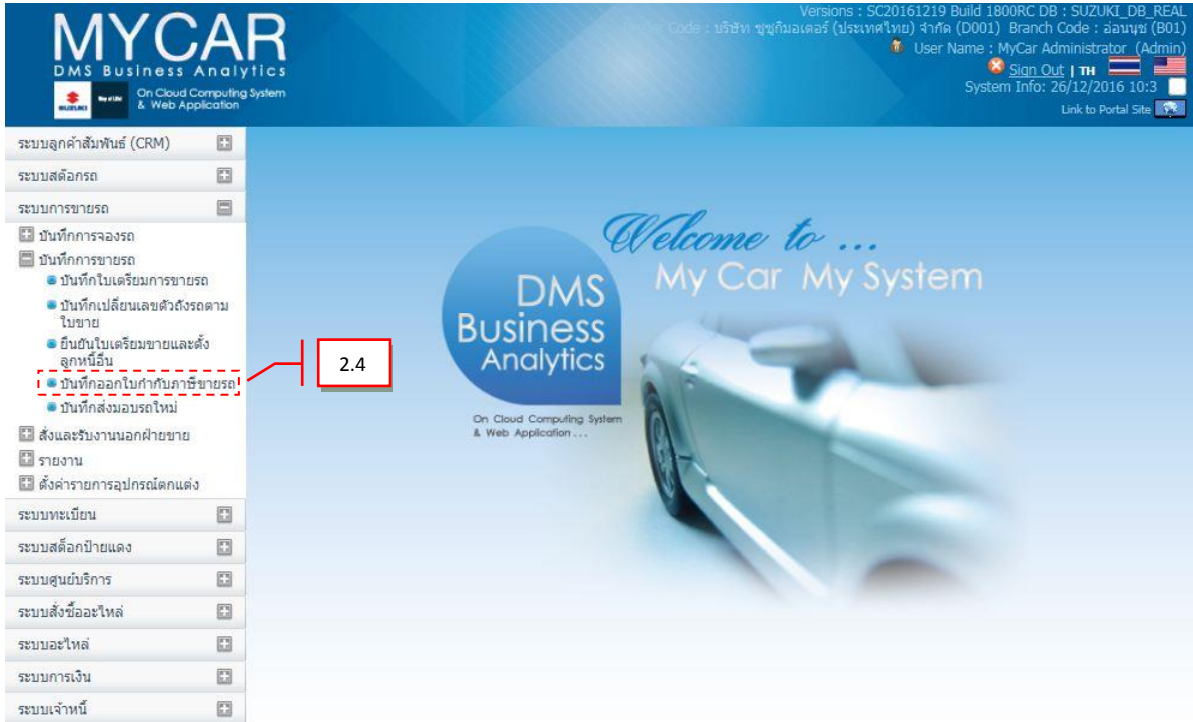 MYCAR
DMS Business Analytics
SUZUKI
Way of Life!
On Cloud Computing System
& Web Application
Versions : SC20161219 Build 1800RC DB : SUZUKI_DB_REAL
Code : บริษัท ซูซูกิมอเตอร์ (ประเทศไทย) จำกัด (D001) Branch Code : อ่อนนุช (B01)
User Name : MyCar Administrator (Admin)
Sign Out | TH
System Info: 26/12/2016 10:3
Link to Portal Site
ระบบลูกค้าสัมพันธ์ (CRM)
ระบบสต๊อกรถ
ระบบการขายรถ
บันทึกการจองรถ
บันทึกการขายรถ
บันทึกใบเตรียมการขายรถ
บันทึกเปลี่ยนเลขตัวถังรถตาม
ใบขาย
ยืนยันใบเตรียมขายและตั้ง
ลูกหนี้อื่น
บันทึกออกใบกำกับภาษีขายรถ
บันทึกส่งมอบรถใหม่
สั่งและรับงานนอกฝ่ายขาย
รายงาน
ตั้งค่ารายการอุปกรณ์ตกแต่ง
ระบบทะเบียน
ระบบสต็อกป้ายแดง
ระบบศูนย์บริการ
ระบบสั่งซื้ออะไหล่
ระบบอะไหล่
ระบบการเงิน
ระบบเจ้าหนี้
2.4
Welcome to ...
My Car My System
DMS
Business
Analytics
On Cloud Computing System
& Web Application ...